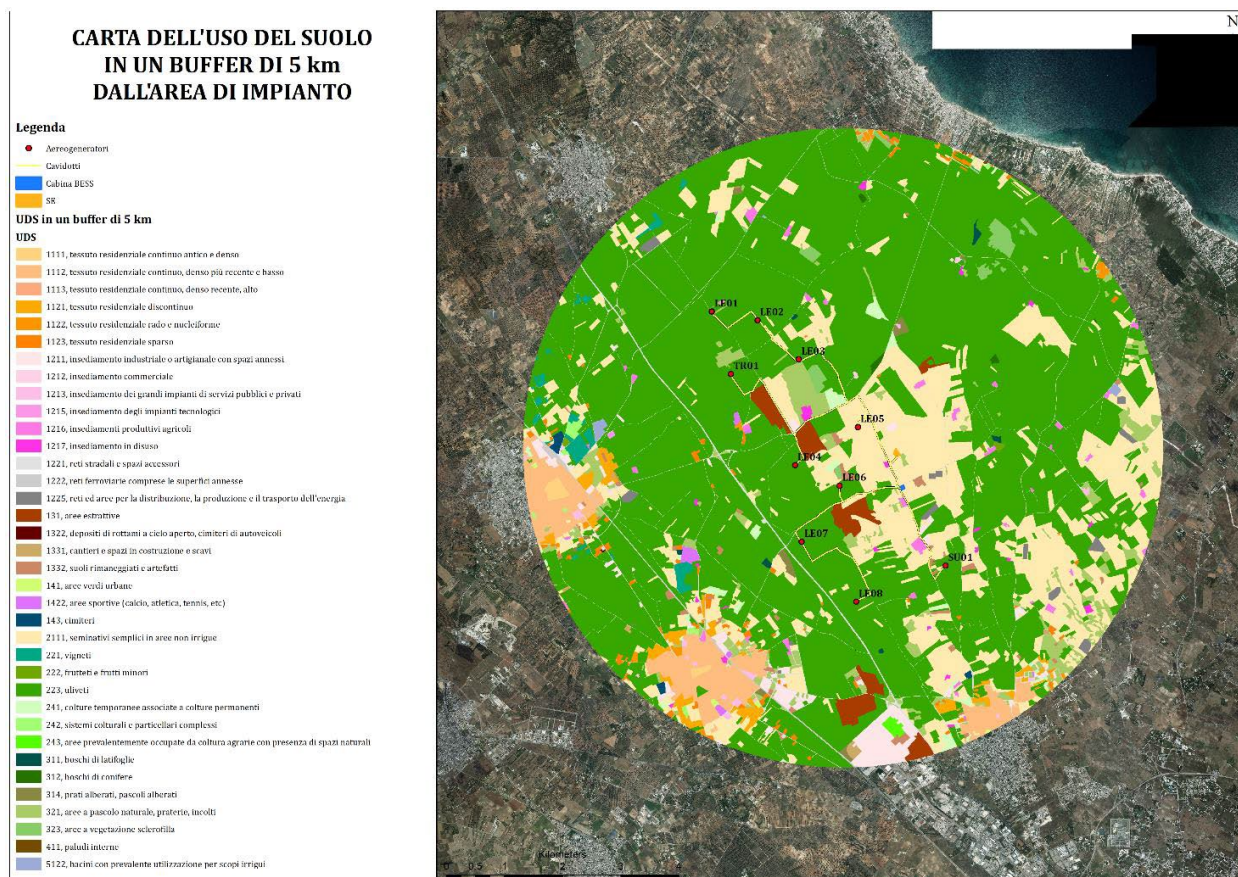 CARTA DELL'USO DEL SUOLO
IN UN BUFFER DI 5 km
DALL'AREA DI IMPIANTO
Legenda
Aereogeneratori
Cavidotti
Cabina BESS
SE
UDS in un buffer di 5 km
UDS
1111, tessuto residenziale continuo antico e denso
1112, tessuto residenziale continuo, denso più recente e basso
1113, tessuto residenziale continuo, denso recente, alto
1121, tessuto residenziale discontinuo
1122, tessuto residenziale rado e nucleiforme
1123, tessuto residenziale sparso
1211, insediamento industriale o artigianale con spazi annessi
1212, insediamento commerciale
1213, insediamento dei grandi impianti di servizi pubblici e privati
1215, insediamento degli impianti tecnologici
1216, insediamenti produttivi agricoli
1217, insediamento in disuso
1221, reti stradali e spazi accessori
1222, reti ferroviarie comprese le superfici annesse
1225, reti ed aree per la distribuzione, la produzione e il trasporto dell'energia
131, aree estrattive
1322, depositi di rottami a cielo aperto, cimiteri di autoveicoli
1331, cantieri e spazi in costruzione e scavi
1332, suoli rimaneggiati e artefatti
141, aree verdi urbane
1422, aree sportive (calcio, atletica, tennis, etc)
143, cimiteri
2111, seminativi semplici in aree non irrigue
221, vigneti
222, frutteti e frutti minori
223, uliveti
241, colture temporanee associate a colture permanenti
242, sistemi colturali e particellari complessi
243, aree prevalentemente occupate da coltura agrarie con presenza di spazi naturali
311, boschi di latifoglie
312, boschi di conifere
314, prati alberati, pascoli alberati
321, aree a pascolo naturale, praterie, incolti
323, aree a vegetazione sclerofilla
411, paludi interne
5122, bacini con prevalente utilizzazione per scopi irrigui
N
LE01
LE02
LE03
TR01
LE05
LE04
LE06
LE07
SU01
LE08
Kilometers
0 0.5 1 2 3 4